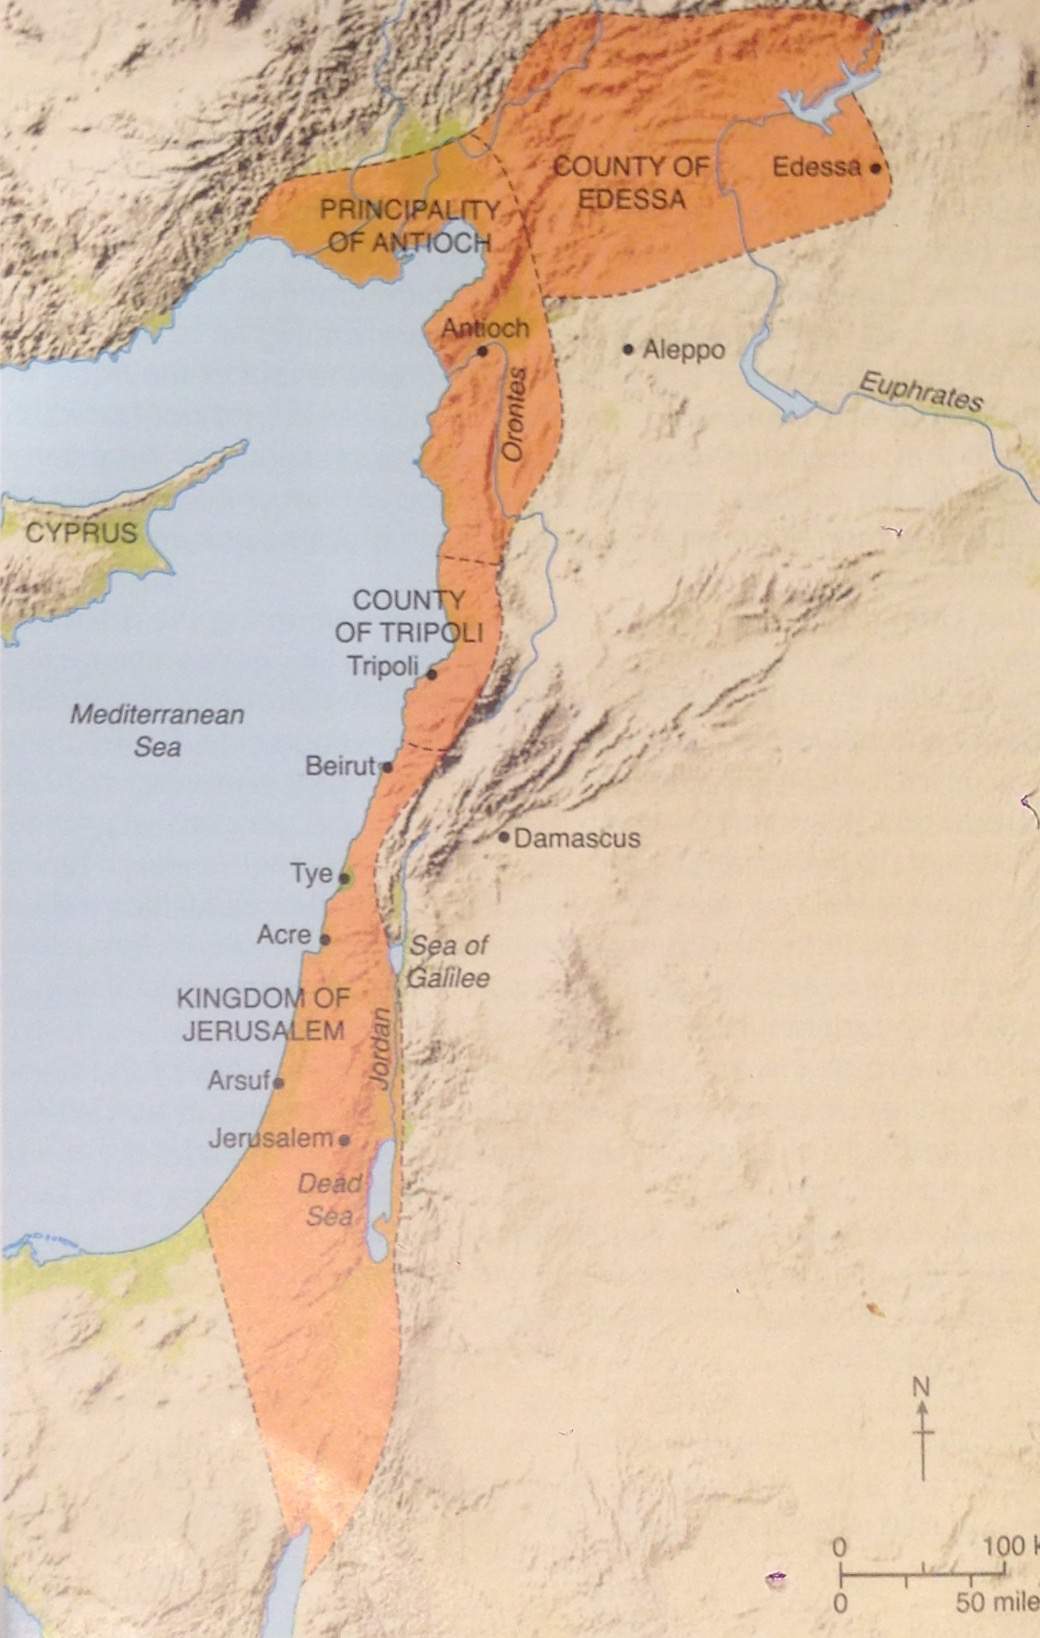 COUNTY OF
EDESSA
Edessa
PRINCIPALITY
OF ANTIOCH
Antioch
Aleppo
Orontes
Euphrates
CYPRUS
COUNTY
OF TRIPOLI
Tripoli
Mediterranean
Sea
Beirut
Damascus
Tye
Acre
Sea of
Galilee
KINGDOM OF
JERUSALEM
Jordan
Arsuf
Jerusalem
Dead
Sea
N
0 100 k
0 50 mile